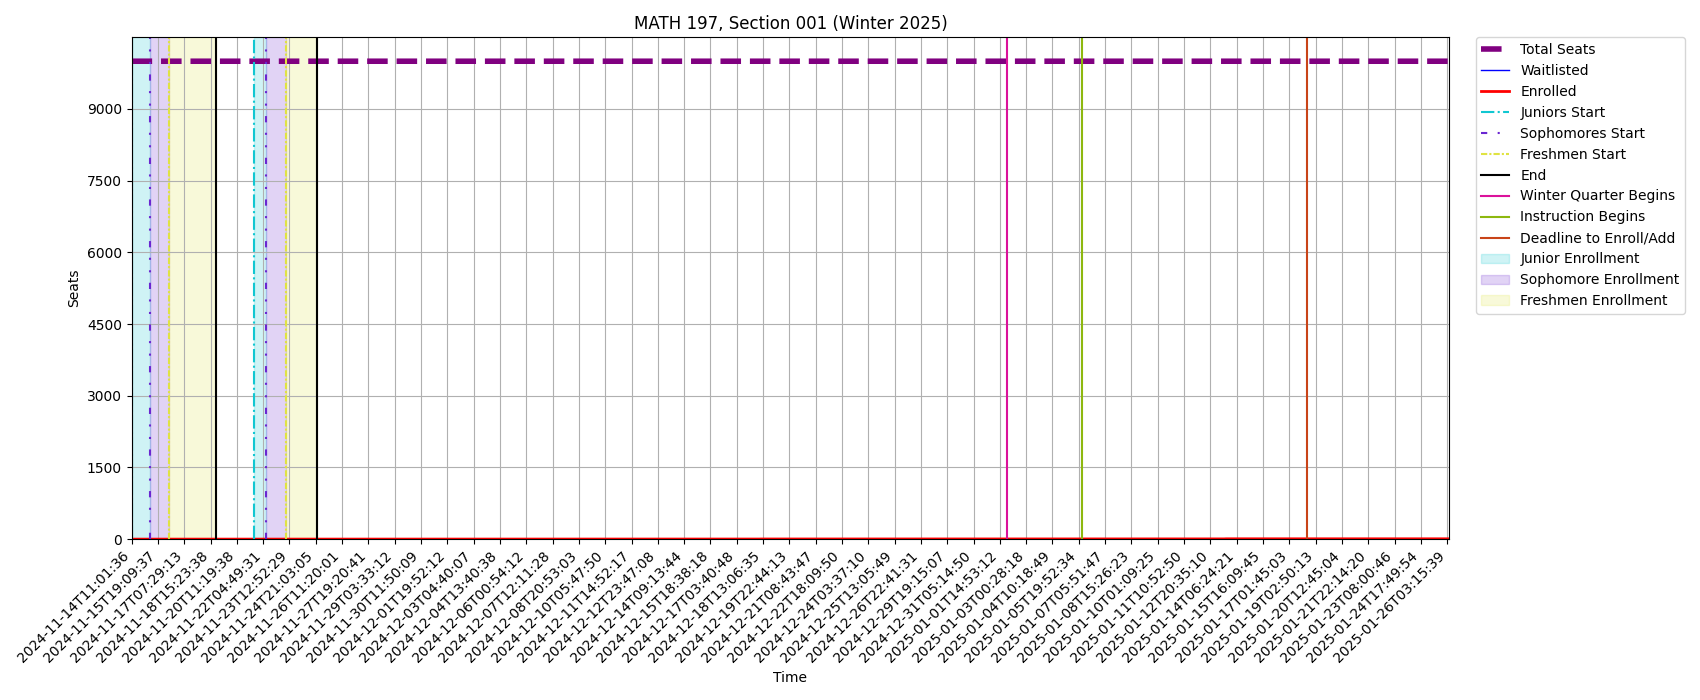 MATH 197, Section 001 (Winter 2025)
Seats
9000
7500
6000
4500
3000
1500
0
2024-11-14T11:01:36
2024-11-15T19:09:37
2024-11-17T07:29:13
2024-11-18T15:23:38
2024-11-20T11:19:38
2024-11-22T04:49:31
2024-11-23T12:52:29
2024-11-24T21:03:05
2024-11-26T11:20:01
2024-11-27T19:20:41
2024-11-29T03:33:12
2024-11-30T11:50:09
2024-12-01T19:52:12
2024-12-03T04:40:07
2024-12-04T13:40:38
2024-12-06T00:54:12
2024-12-07T12:11:28
2024-12-08T20:53:03
2024-12-10T05:47:50
2024-12-11T14:52:17
2024-12-12T23:47:08
2024-12-14T09:13:44
2024-12-15T18:38:18
2024-12-17T03:40:48
2024-12-18T13:06:35
2024-12-19T22:44:13
2024-12-21T08:43:47
2024-12-22T18:09:50
2024-12-24T03:37:10
2024-12-25T13:05:49
2024-12-26T22:41:31
2024-12-29T19:15:07
2024-12-31T05:14:50
2025-01-01T14:53:12
2025-01-03T00:28:18
2025-01-04T10:18:49
2025-01-05T19:52:34
2025-01-07T05:51:47
2025-01-08T15:26:23
2025-01-10T01:09:25
2025-01-11T10:52:50
2025-01-12T20:35:10
2025-01-14T06:24:21
2025-01-15T16:09:45
2025-01-17T01:45:03
2025-01-19T02:50:13
2025-01-20T12:45:04
2025-01-21T22:14:20
2025-01-23T08:00:46
2025-01-24T17:49:54
2025-01-26T03:15:39
Time
Total Seats
Waitlisted
Enrolled
Juniors Start
Sophomores Start
Freshmen Start
End
Winter Quarter Begins
Instruction Begins
Deadline to Enroll/Add
Junior Enrollment
Sophomore Enrollment
Freshmen Enrollment